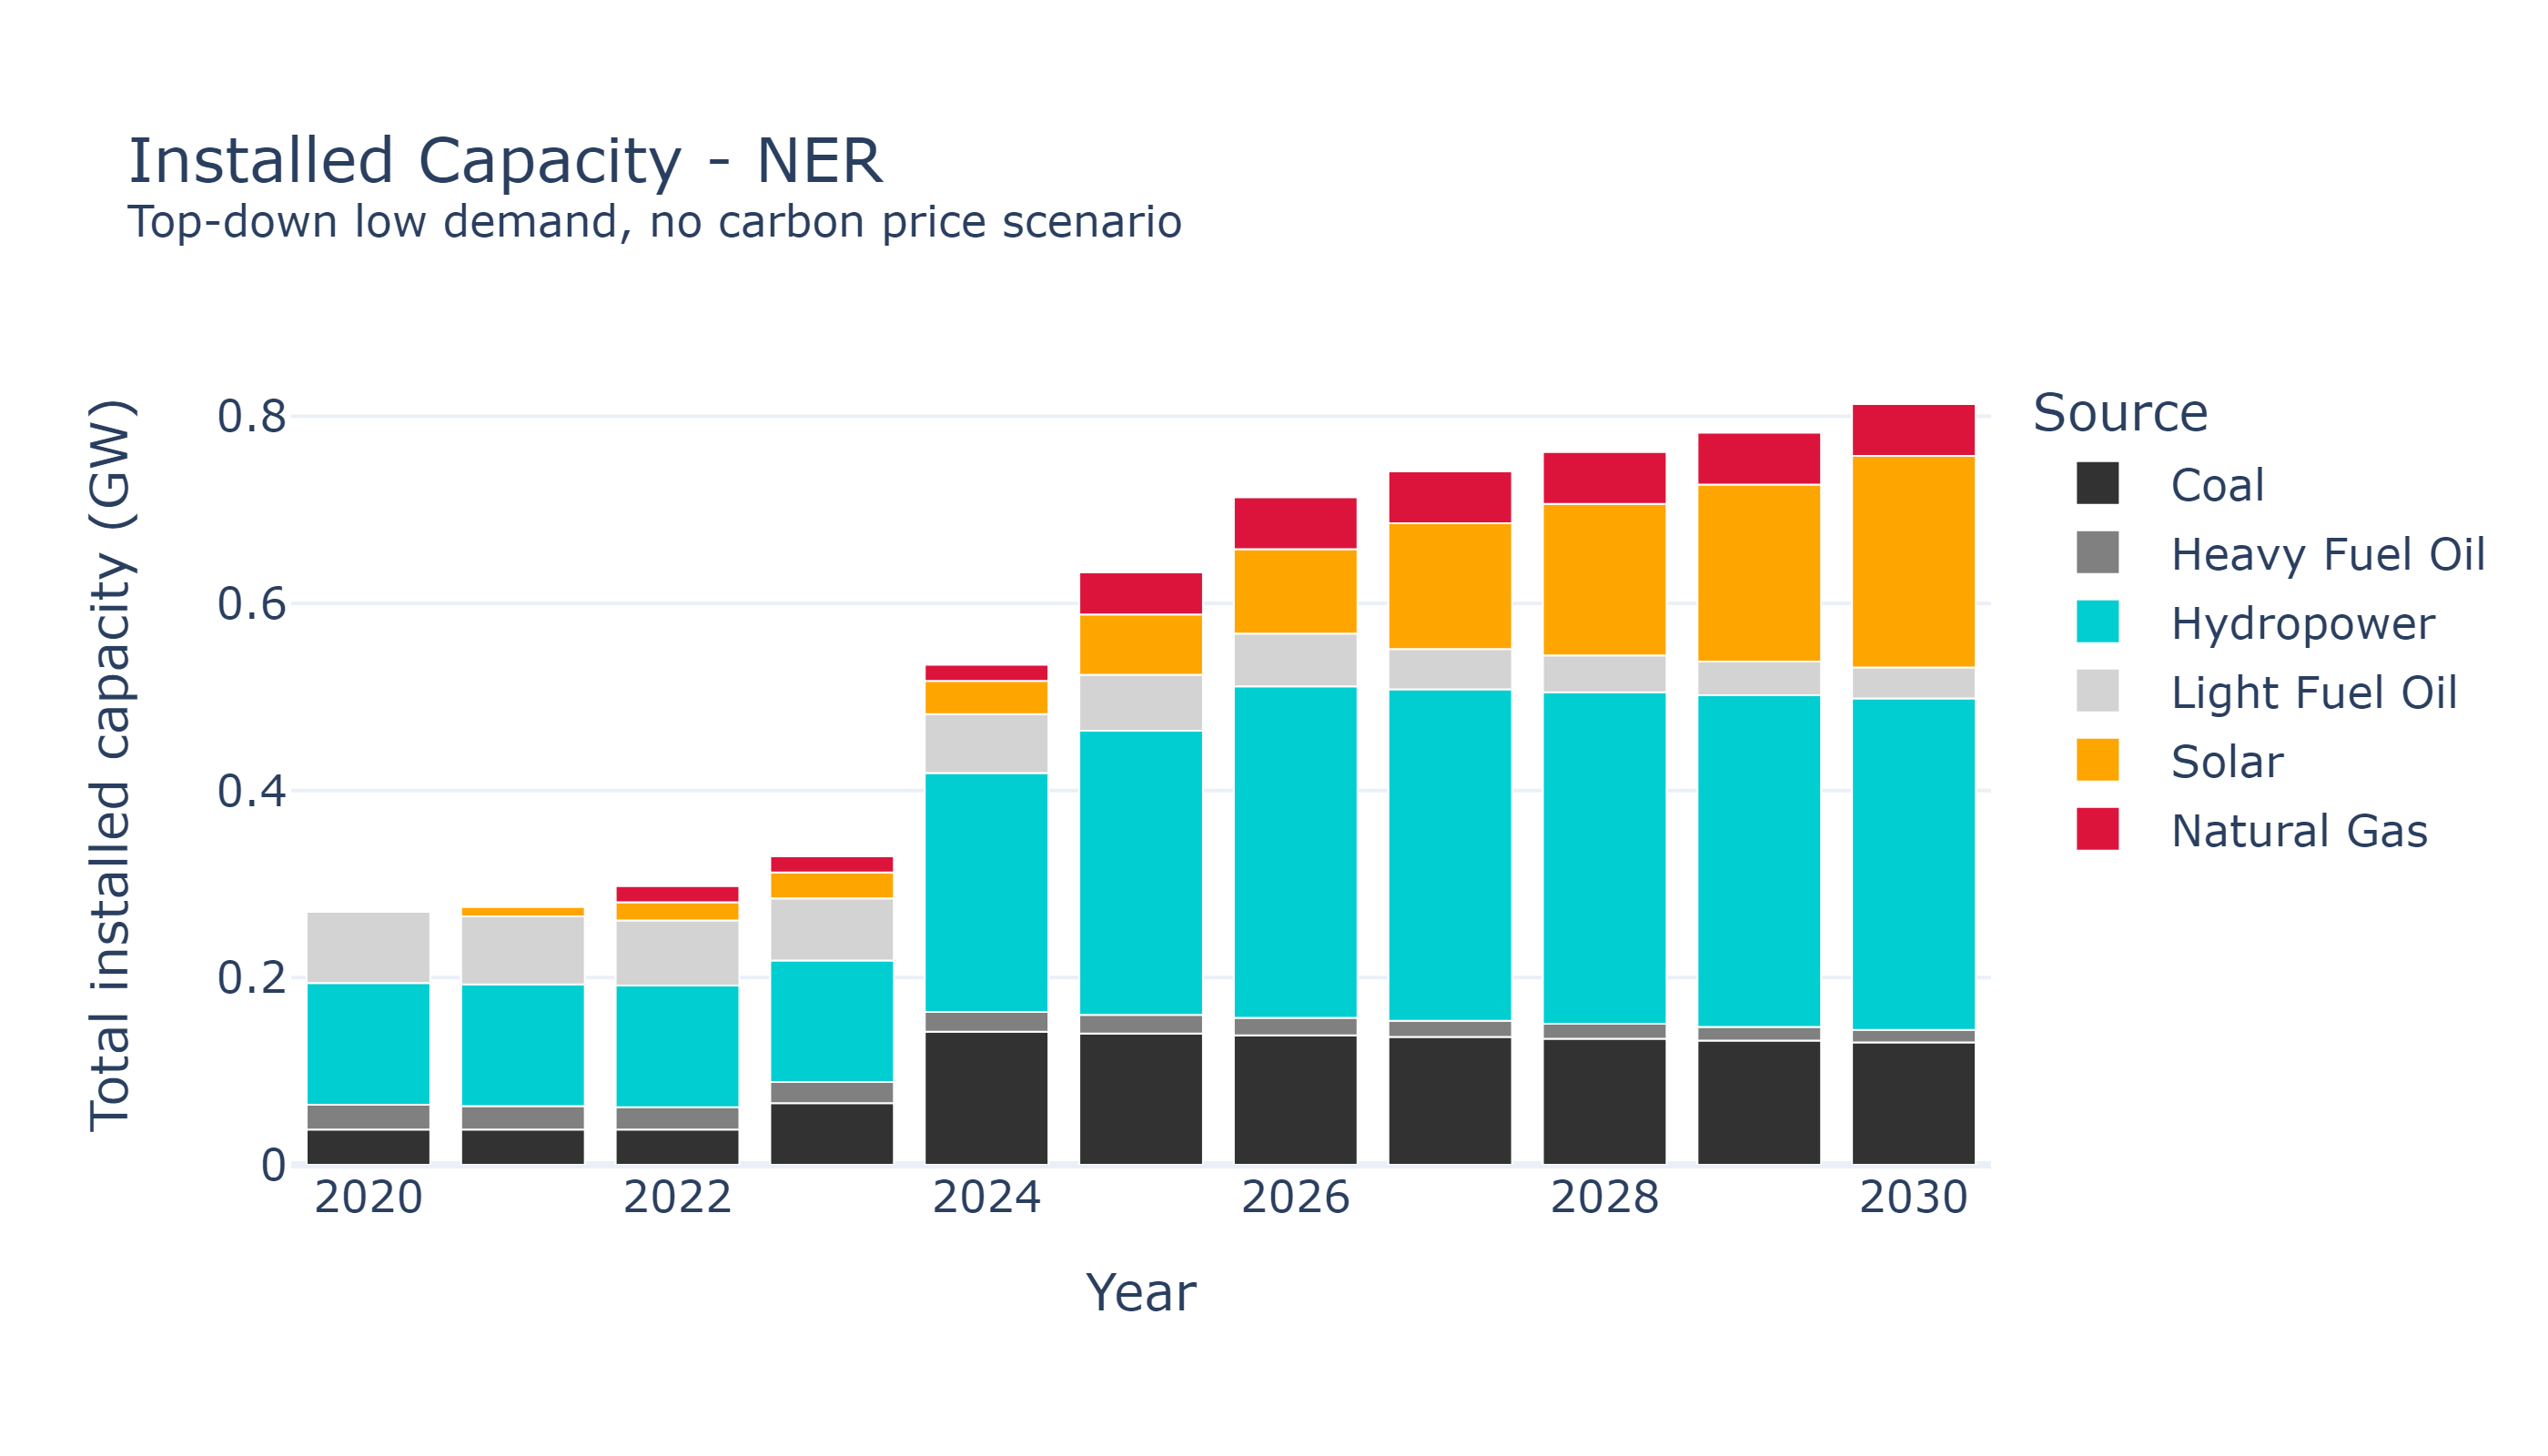 Installed Capacity - NER
Top-down low demand, no carbon price scenario
Total installed capacity (GW)
0.8
0.6
0.4
0.2
0
2020
2022
2024
2026
2028
2030
Year
Source
Coal
Heavy Fuel Oil
Hydropower
Light Fuel Oil
Solar
Natural Gas